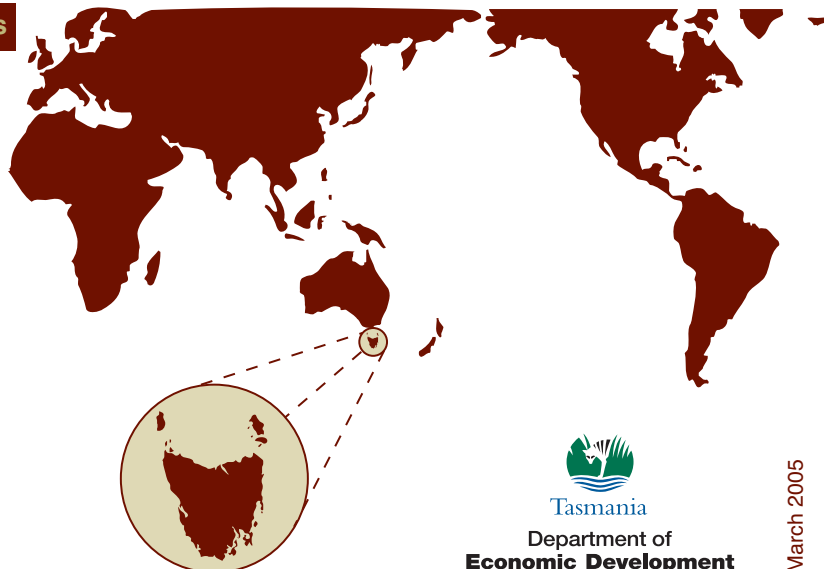 s
Tasmania
Department of
Economic Development
March 2005